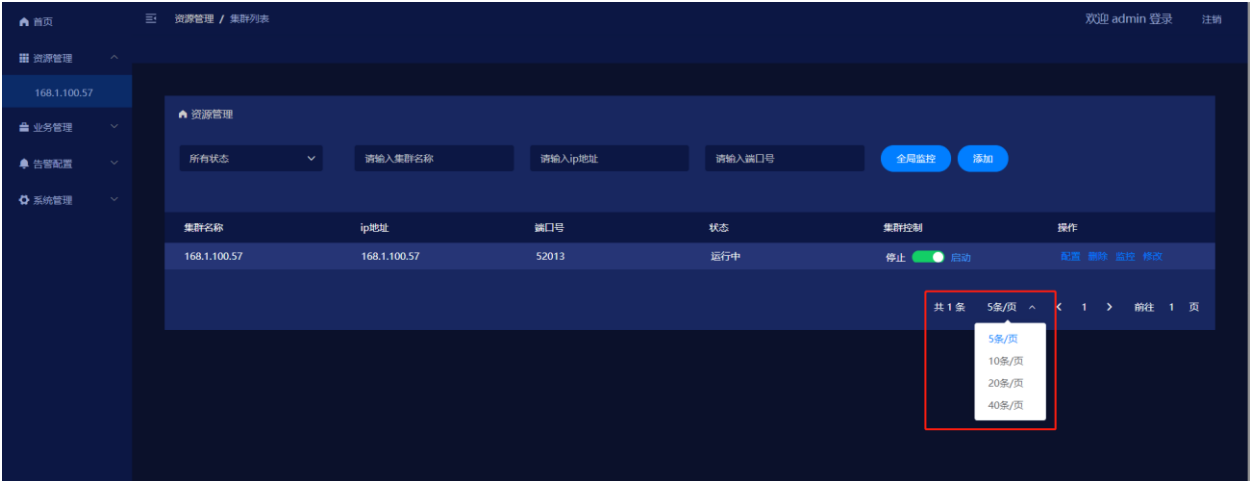 首页
资源管理 / 集群列表
欢迎 admin 登录
注销
资源管理
168.1.100.57
业务管理
告警配置
系统管理
资源管理
所有状态
请输入集群名称
请输入ip地址
请输入端口号
全局监控
添加
集群名称 ip地址 端口号 状态 集群控制 操作
168.1.100.57 168.1.100.57 52013 运行中 停止 启动 配置 删除 监控 修改
共 1 条 5条/页 1 前往 1 页
5条/页
10条/页
20条/页
40条/页